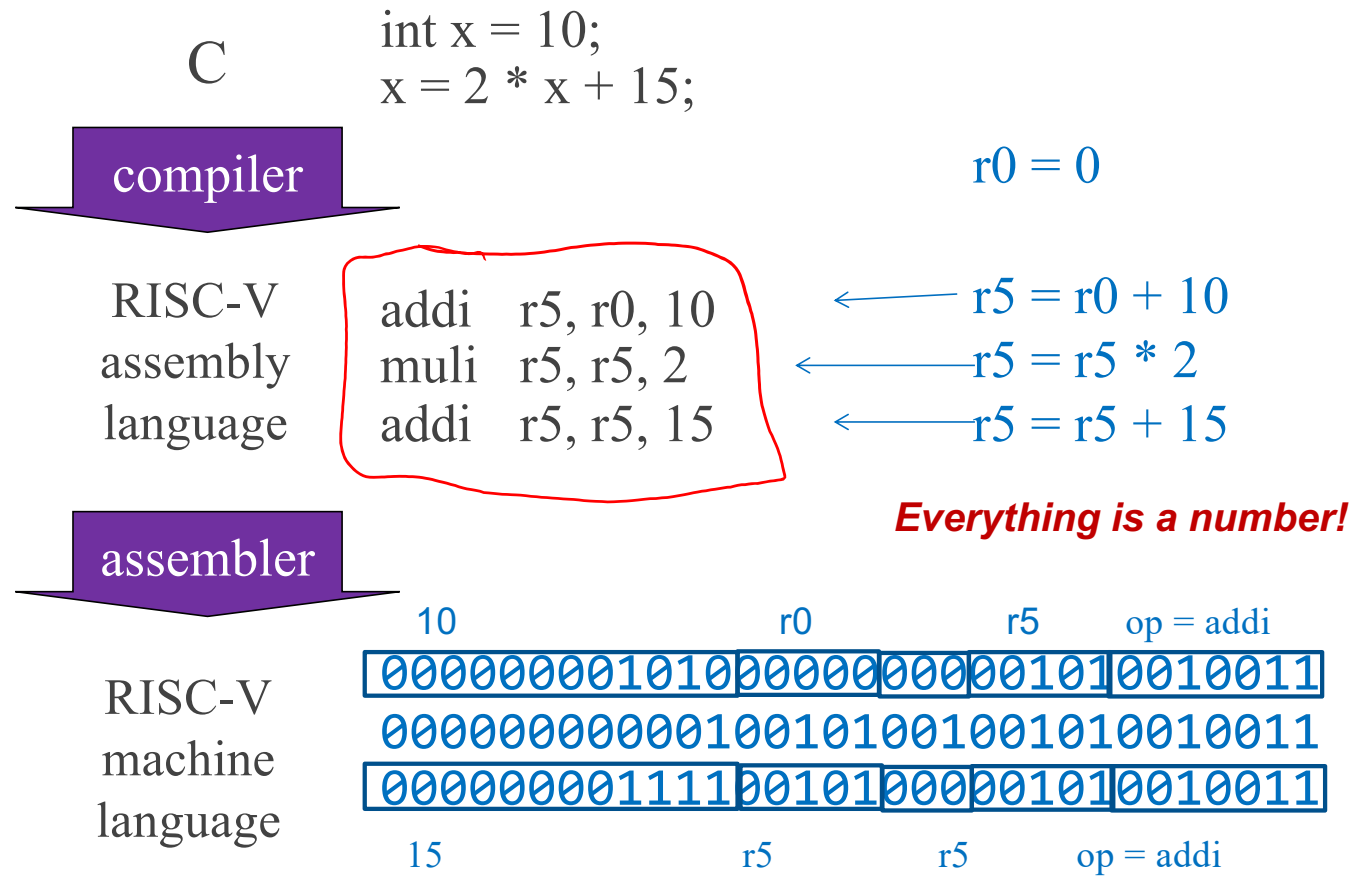 C
int x = 10;
x = 2 * x + 15;
compiler
r0 = 0
RISC-V
assembly
language
addi r5, r0, 10
muli r5, r5, 2
addi r5, r5, 15
r5 = r0 + 10
r5 = r5 * 2
r5 = r5 + 15
Everything is a number!
assembler
10 r0 r5 op = addi
RISC-V
machine
language
00000000101000000000001010010011
00000000000100101001001010010011
00000000111100101000001010010011
15 r5 r5 op = addi